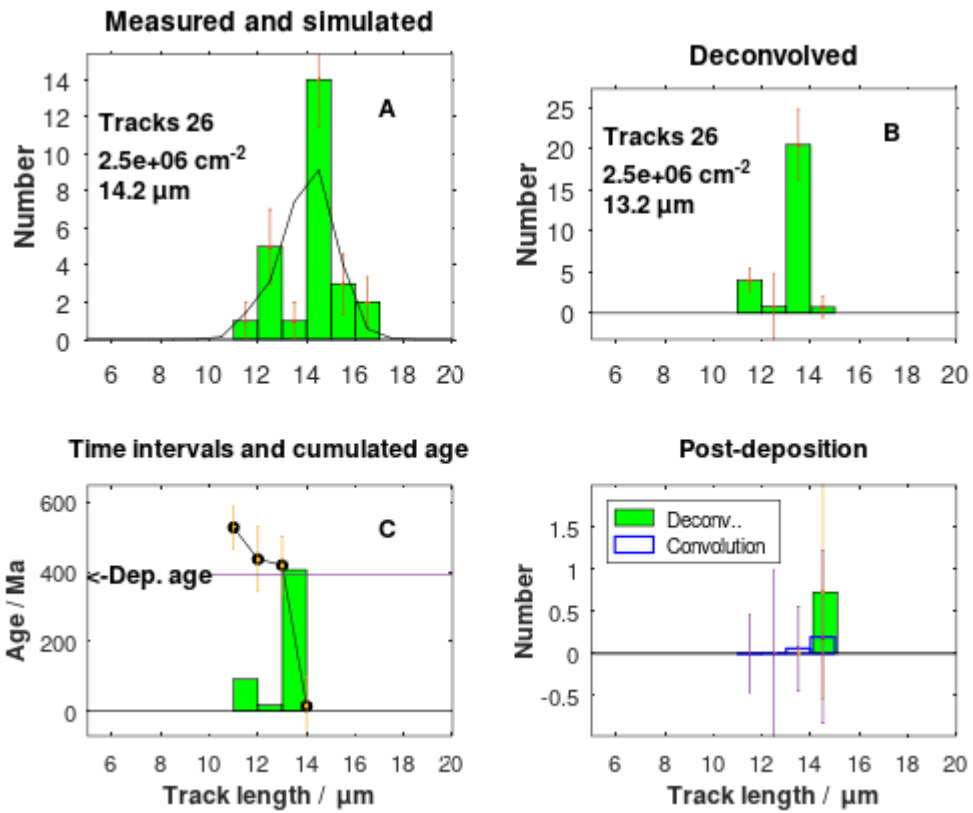 Measured and simulated
14
12
10
8
6
4
2
0
Number
A
Tracks 26
2.5e+06 cm-2
14.2 µm
6 8 10 12 14 16 18 20
Deconvolved
25
20
15
10
5
0
Number
B
Tracks 26
2.5e+06 cm-2
13.2 µm
6 8 10 12 14 16 18 20
Time intervals and cumulated age
600
400
200
0
Age / Ma
C
<-Dep. age
6 8 10 12 14 16 18 20
Track length / µm
Post-deposition
1.5
1
0.5
0
-0.5
Number
Deconv..
Convolution
6 8 10 12 14 16 18 20
Track length / µm